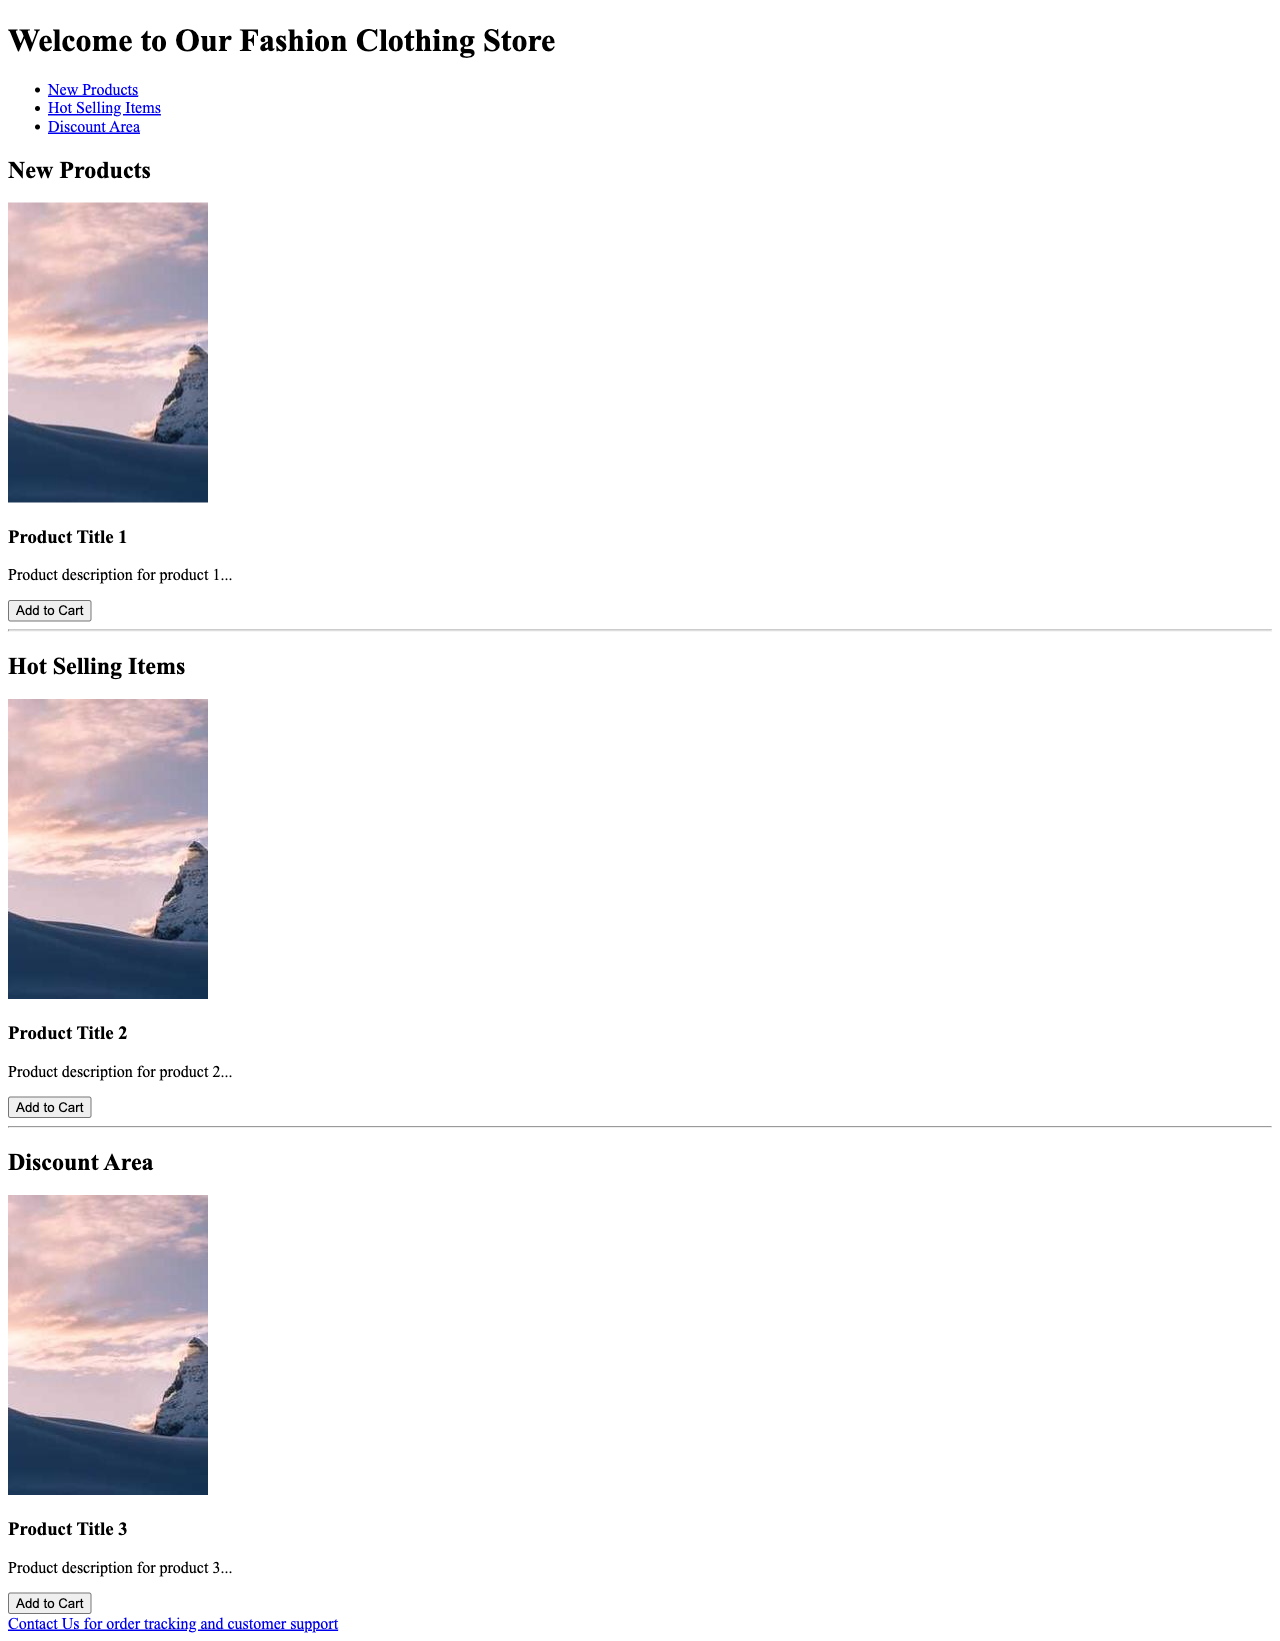 Welcome to Our Fashion Clothing Store
New Products
Hot Selling Items
Discount Area
New Products
Product Title 1
Product description for product 1...
Add to Cart
Hot Selling Items
Product Title 2
Product description for product 2...
Add to Cart
Discount Area
Product Title 3
Product description for product 3...
Add to Cart
Contact Us for order tracking and customer support